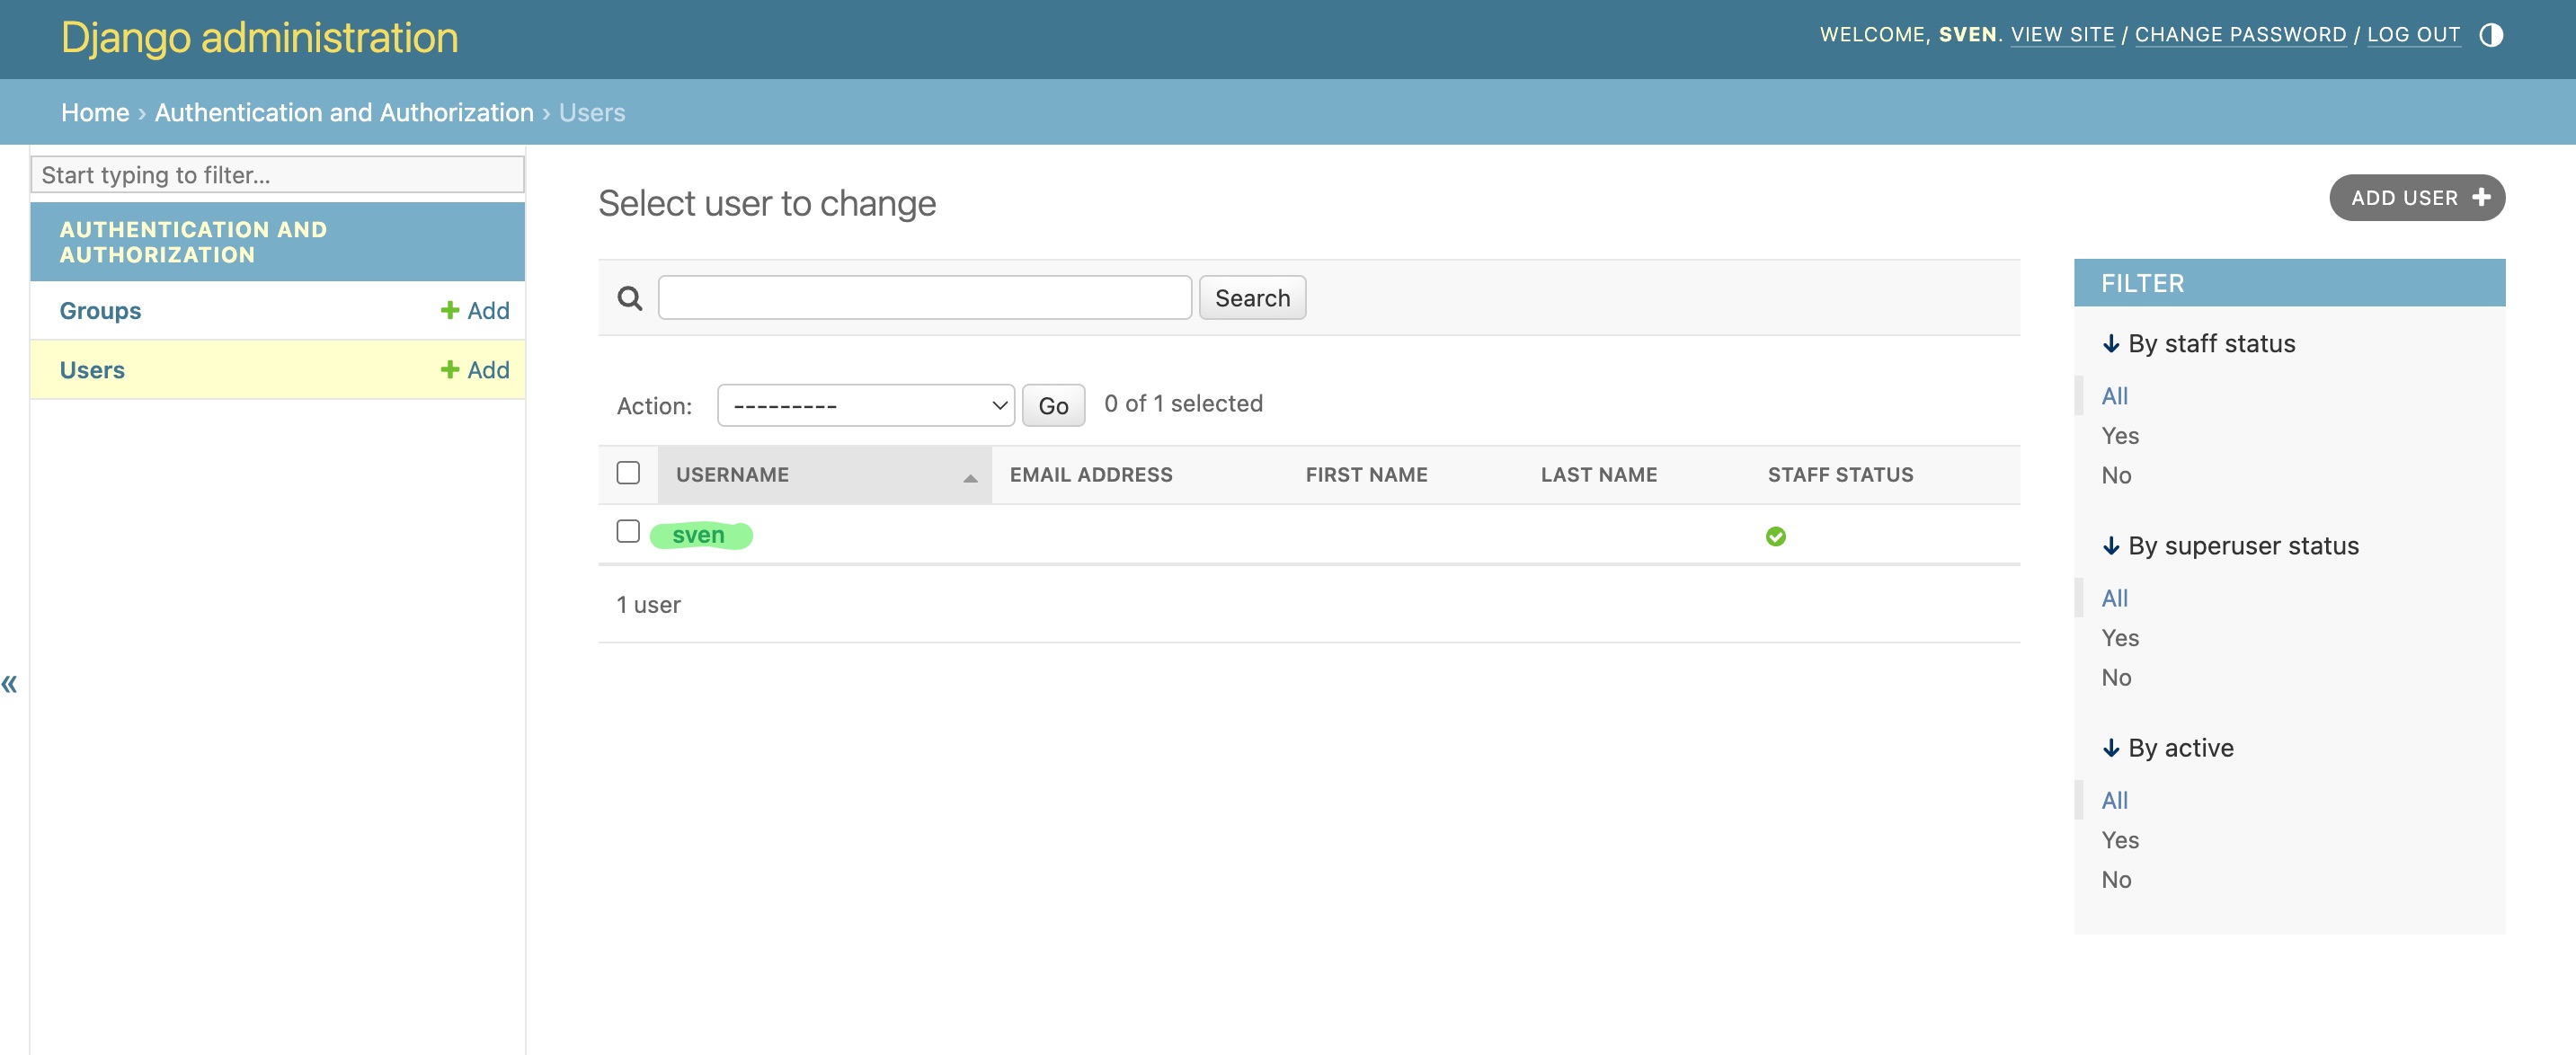 Django administration
WELCOME, SVEN. VIEW SITE / CHANGE PASSWORD / LOG OUT
Home › Authentication and Authorization › Users
Start typing to filter...
AUTHENTICATION AND
AUTHORIZATION
Groups + Add
Users + Add
«
Select user to change
ADD USER +
Search
Action: --------- Go 0 of 1 selected
USERNAME EMAIL ADDRESS FIRST NAME LAST NAME STAFF STATUS
sven
1 user
FILTER
↓ By staff status
All
Yes
No
↓ By superuser status
All
Yes
No
↓ By active
All
Yes
No